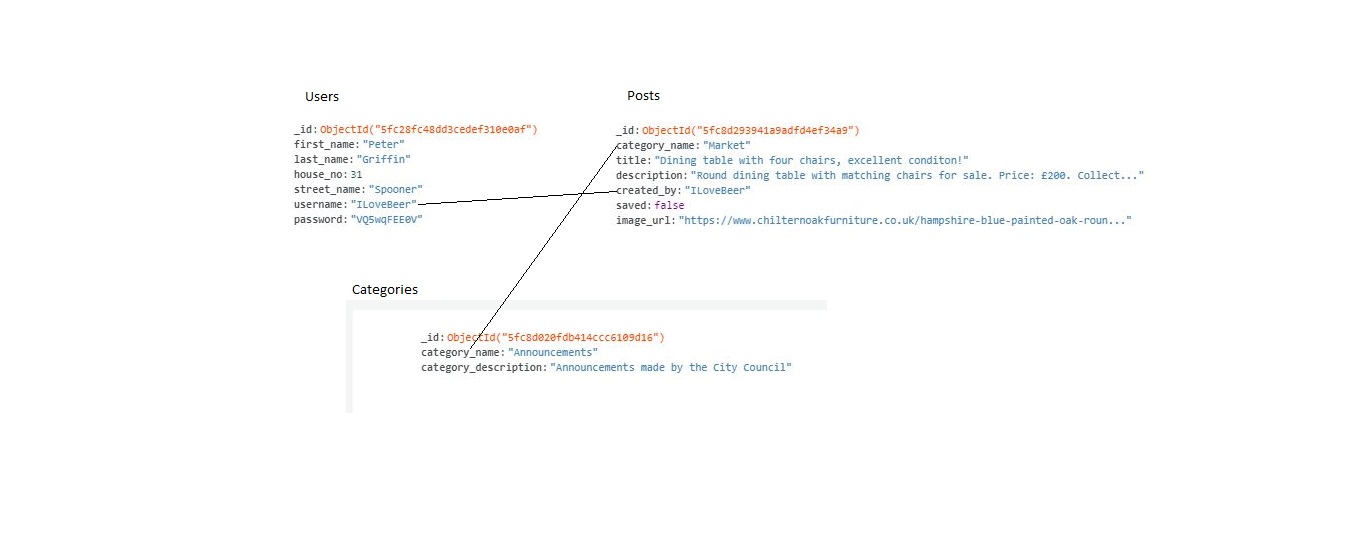 Users
_id: ObjectId("5fc28fc48dd3cedef310e0af")
first_name: "Peter"
last_name: "Griffin"
house_no: 31
street_name: "Spooner"
username: "ILoveBeer"
password: "VQ5wqFEE0V"
Posts
_id: ObjectId("5fc8d293941a9adfd4ef34a9")
category_name: "Market"
title: "Dining table with four chairs, excellent conditon!"
description: "Round dining table with matching chairs for sale. Price: £200. Collect..."
created_by: "ILoveBeer"
saved: false
image_url: "https://www.chilternoakfurniture.co.uk/hampshire-blue-painted-oak-roun..."
Categories
_id: ObjectId("5fc8d020fdb414ccc6109d16")
category_name: "Announcements"
category_description: "Announcements made by the City Council"